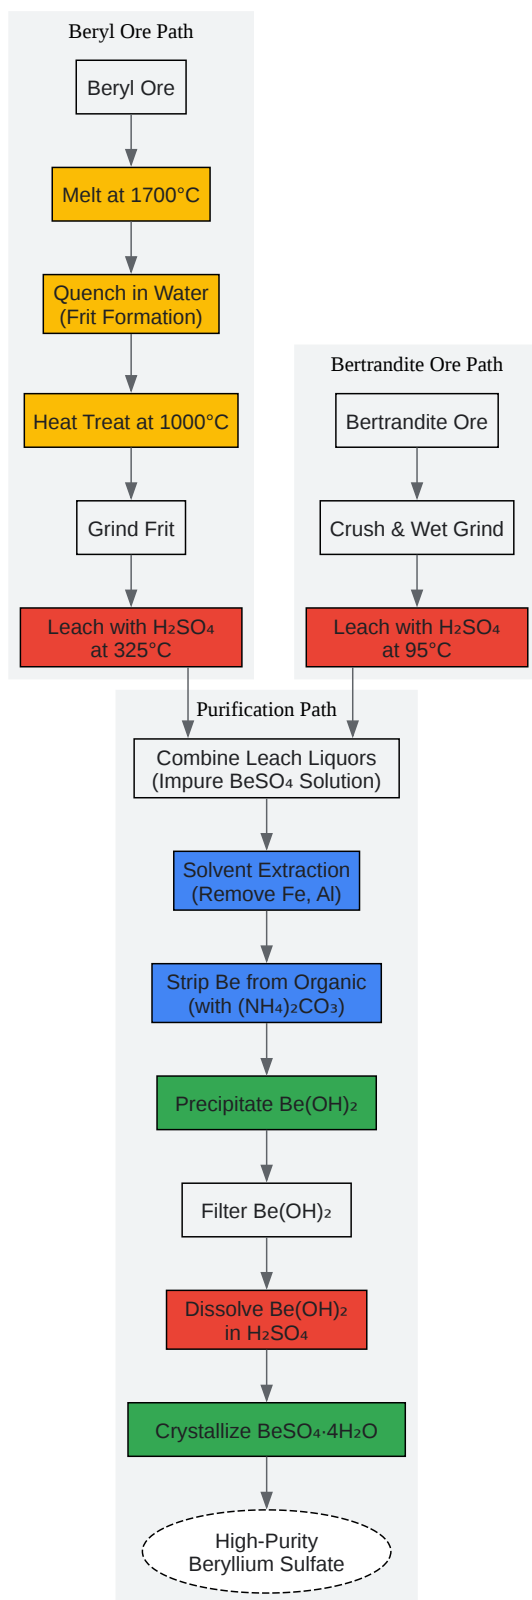 Beryl Ore Path
Beryl Ore
Melt at 1700°C
Quench in Water
(Frit Formation)
Heat Treat at 1000°C
Grind Frit
Leach with H₂SO₄
at 325°C
Bertrandite Ore Path
Bertrandite Ore
Crush & Wet Grind
Leach with H₂SO₄
at 95°C
Purification Path
Combine Leach Liquors
(Impure BeSO₄ Solution)
Solvent Extraction
(Remove Fe, Al)
Strip Be from Organic
(with (NH₄)₂CO₃)
Precipitate Be(OH)₂
Filter Be(OH)₂
Dissolve Be(OH)₂
in H₂SO₄
Crystallize BeSO₄·4H₂O
High-Purity
Beryllium Sulfate